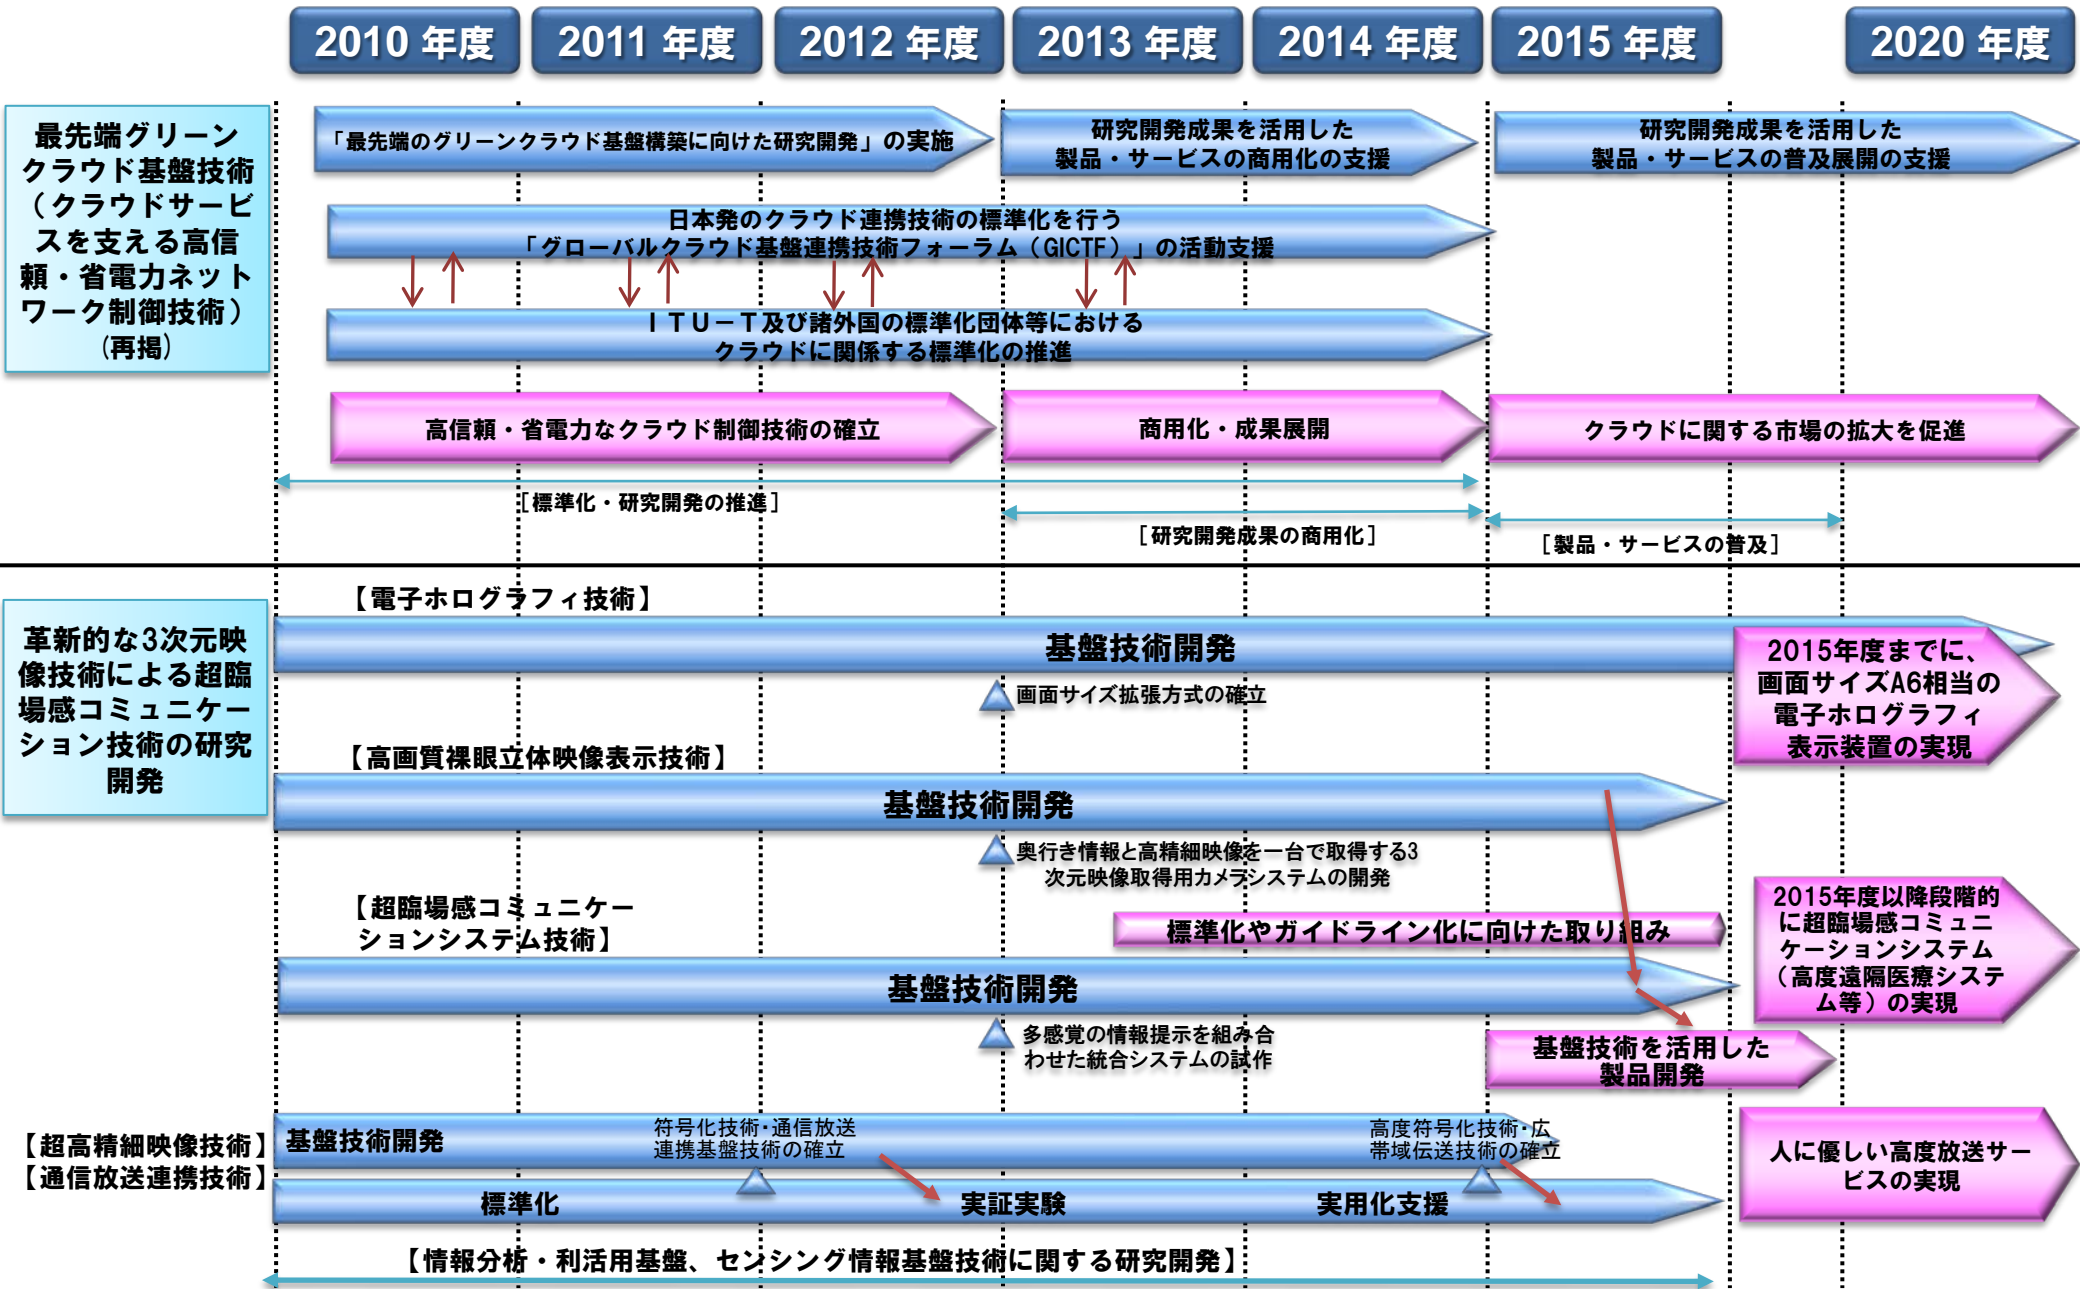 2010 年度
2011 年度
2012 年度
2013 年度
2014 年度
2015 年度
2020 年度
最先端グリーン
クラウド基盤技術
（クラウドサービ
スを支える高信
頼・省電力ネット
ワーク制御技術）
(再掲)
「最先端のグリーンクラウド基盤構築に向けた研究開発」の実施
研究開発成果を活用した
製品・サービスの商用化の支援
研究開発成果を活用した
製品・サービスの普及展開の支援
日本発のクラウド連携技術の標準化を行う
「グローバルクラウド基盤連携技術フォーラム（GICTF）」の活動支援
ＩＴＵ－Ｔ及び諸外国の標準化団体等における
クラウドに関係する標準化の推進
高信頼・省電力なクラウド制御技術の確立
商用化・成果展開
クラウドに関する市場の拡大を促進
［標準化・研究開発の推進］
［研究開発成果の商用化］
［製品・サービスの普及］
革新的な3次元映
像技術による超臨
場感コミュニケー
ション技術の研究
開発
【電子ホログラフィ技術】
基盤技術開発
画面サイズ拡張方式の確立
2015年度までに、
画面サイズA6相当の
電子ホログラフィ
表示装置の実現
【高画質裸眼立体映像表示技術】
基盤技術開発
奥行き情報と高精細映像を一台で取得する3
次元映像取得用カメラシステムの開発
【超臨場感コミュニケー
ションシステム技術】
標準化やガイドライン化に向けた取り組み
基盤技術開発
多感覚の情報提示を組み合
わせた統合システムの試作
2015年度以降段階的
に超臨場感コミュニ
ケーションシステム
（高度遠隔医療システ
ム等）の実現
基盤技術を活用した
製品開発
【超高精細映像技術】
【通信放送連携技術】
基盤技術開発
符号化技術・通信放送
連携基盤技術の確立
高度符号化技術・広
帯域伝送技術の確立
標準化
実証実験
実用化支援
人に優しい高度放送サー
ビスの実現
【情報分析・利活用基盤、センシング情報基盤技術に関する研究開発】